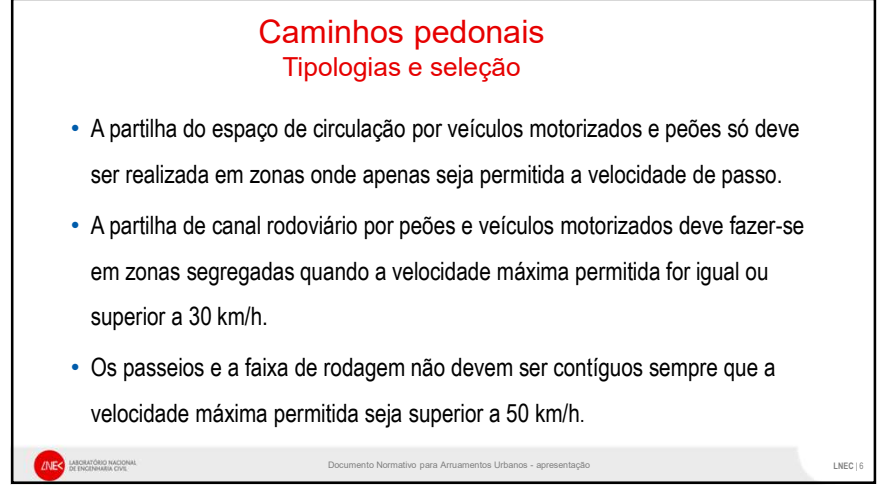 Caminhos pedonais
Tipologias e seleção
• A partilha do espaço de circulação por veículos motorizados e peões só deve
ser realizada em zonas onde apenas seja permitida a velocidade de passo.
• A partilha de canal rodoviário por peões e veículos motorizados deve fazer-se
em zonas segregadas quando a velocidade máxima permitida for igual ou
superior a 30 km/h.
• Os passeios e a faixa de rodagem não devem ser contíguos sempre que a
velocidade máxima permitida seja superior a 50 km/h.
LNEC
LABORATÓRIO NACIONAL
DE ENGENHARIA CIVIL
Documento Normativo para Arruamentos Urbanos - apresentação
LNEC | 6